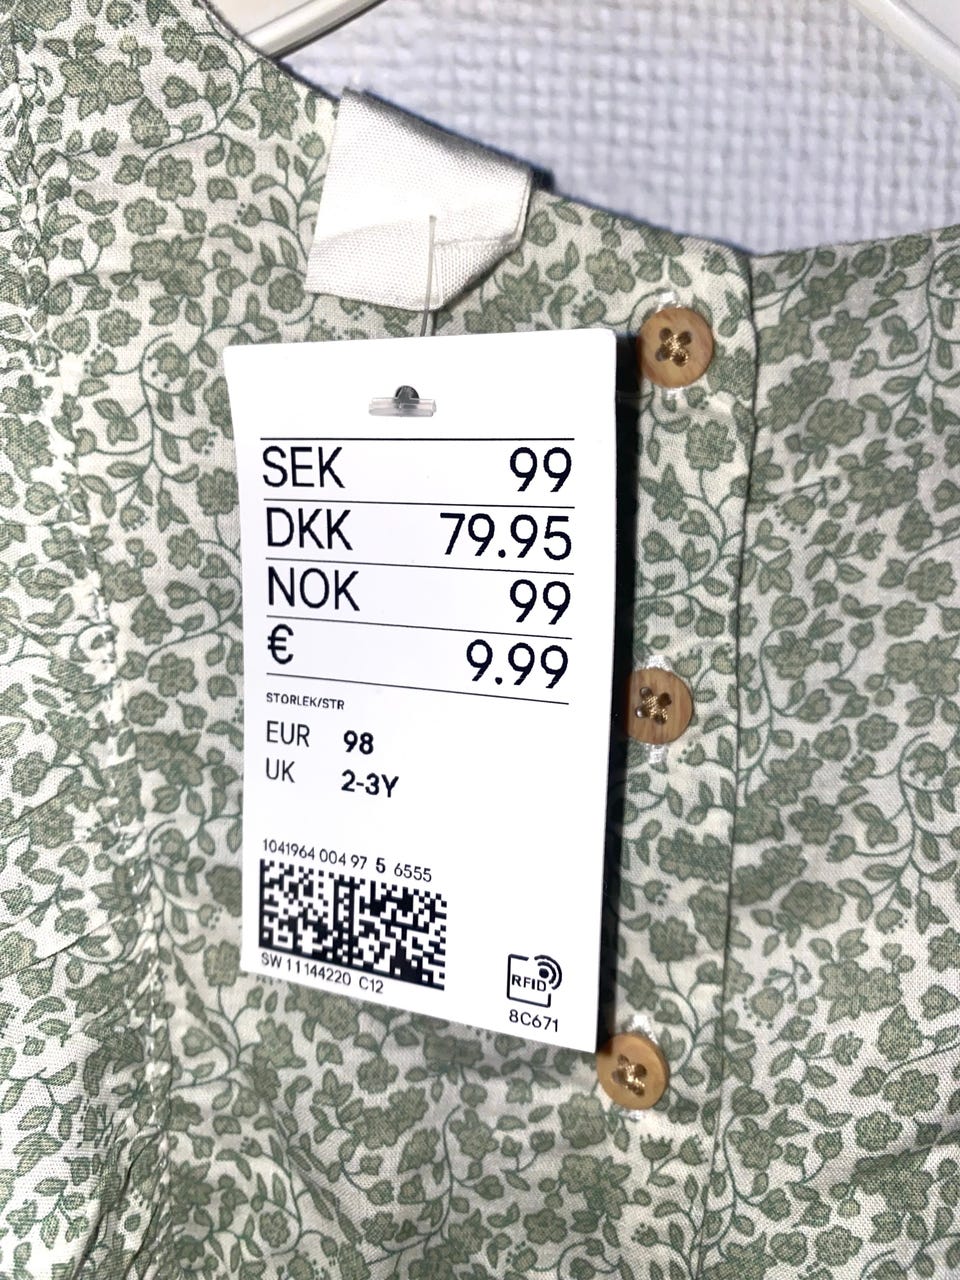 SEK 99
DKK 79.95
NOK 99
€ 9.99
STORLEK/STR
EUR 98
UK 2-3Y
1041964 004 97 5 6555
SW 11144220 C12
RFID
8C671